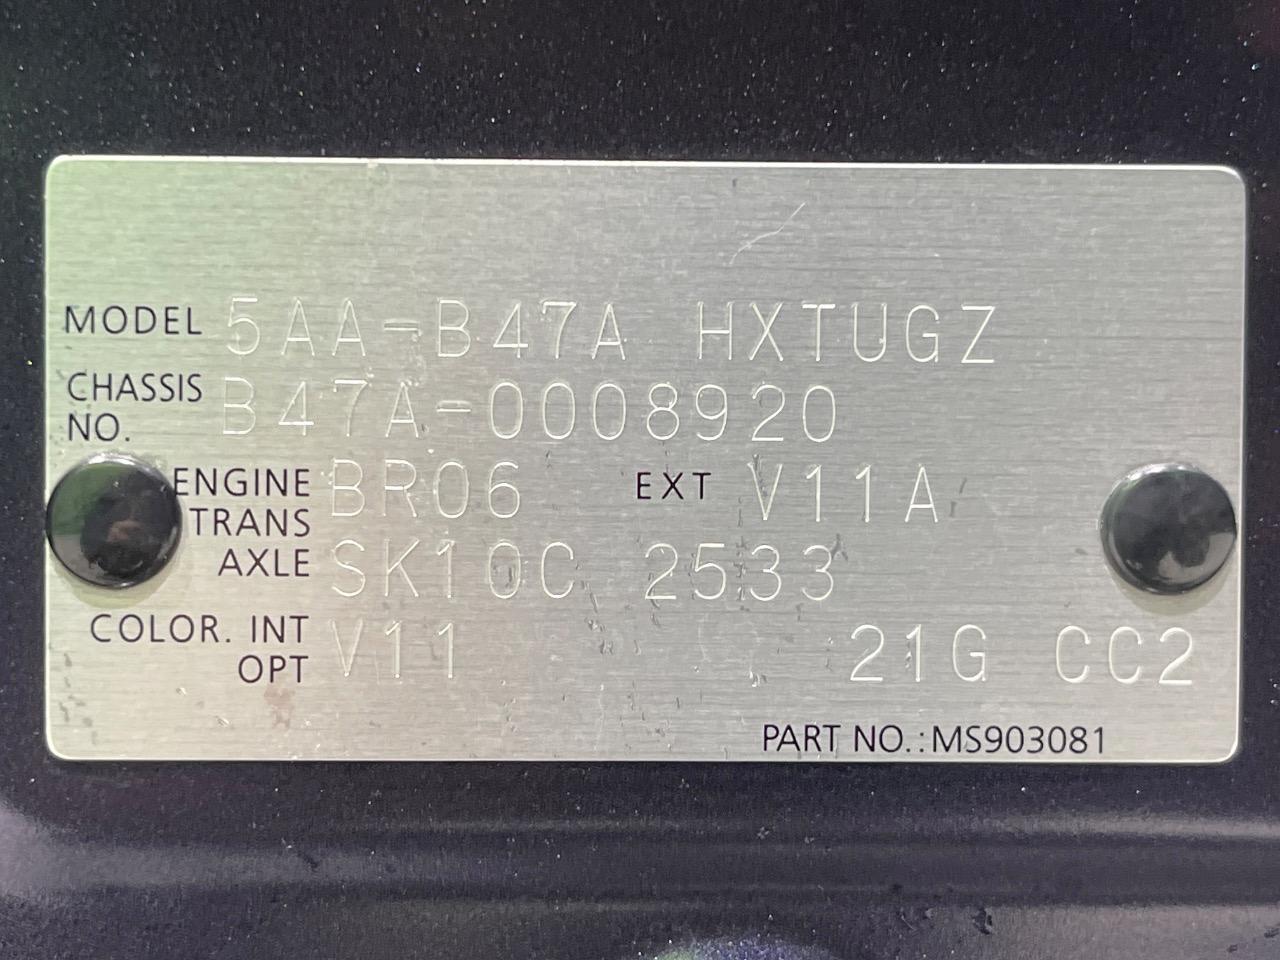 MODEL 5AA-B47A HXTUGZ
CHASSIS NO. B47A-0008920
ENGINE BR06 EXT V11A
TRANS AXLE SK10C 2533
COLOR. INT OPT V11 21G CC2
PART NO.:MS903081